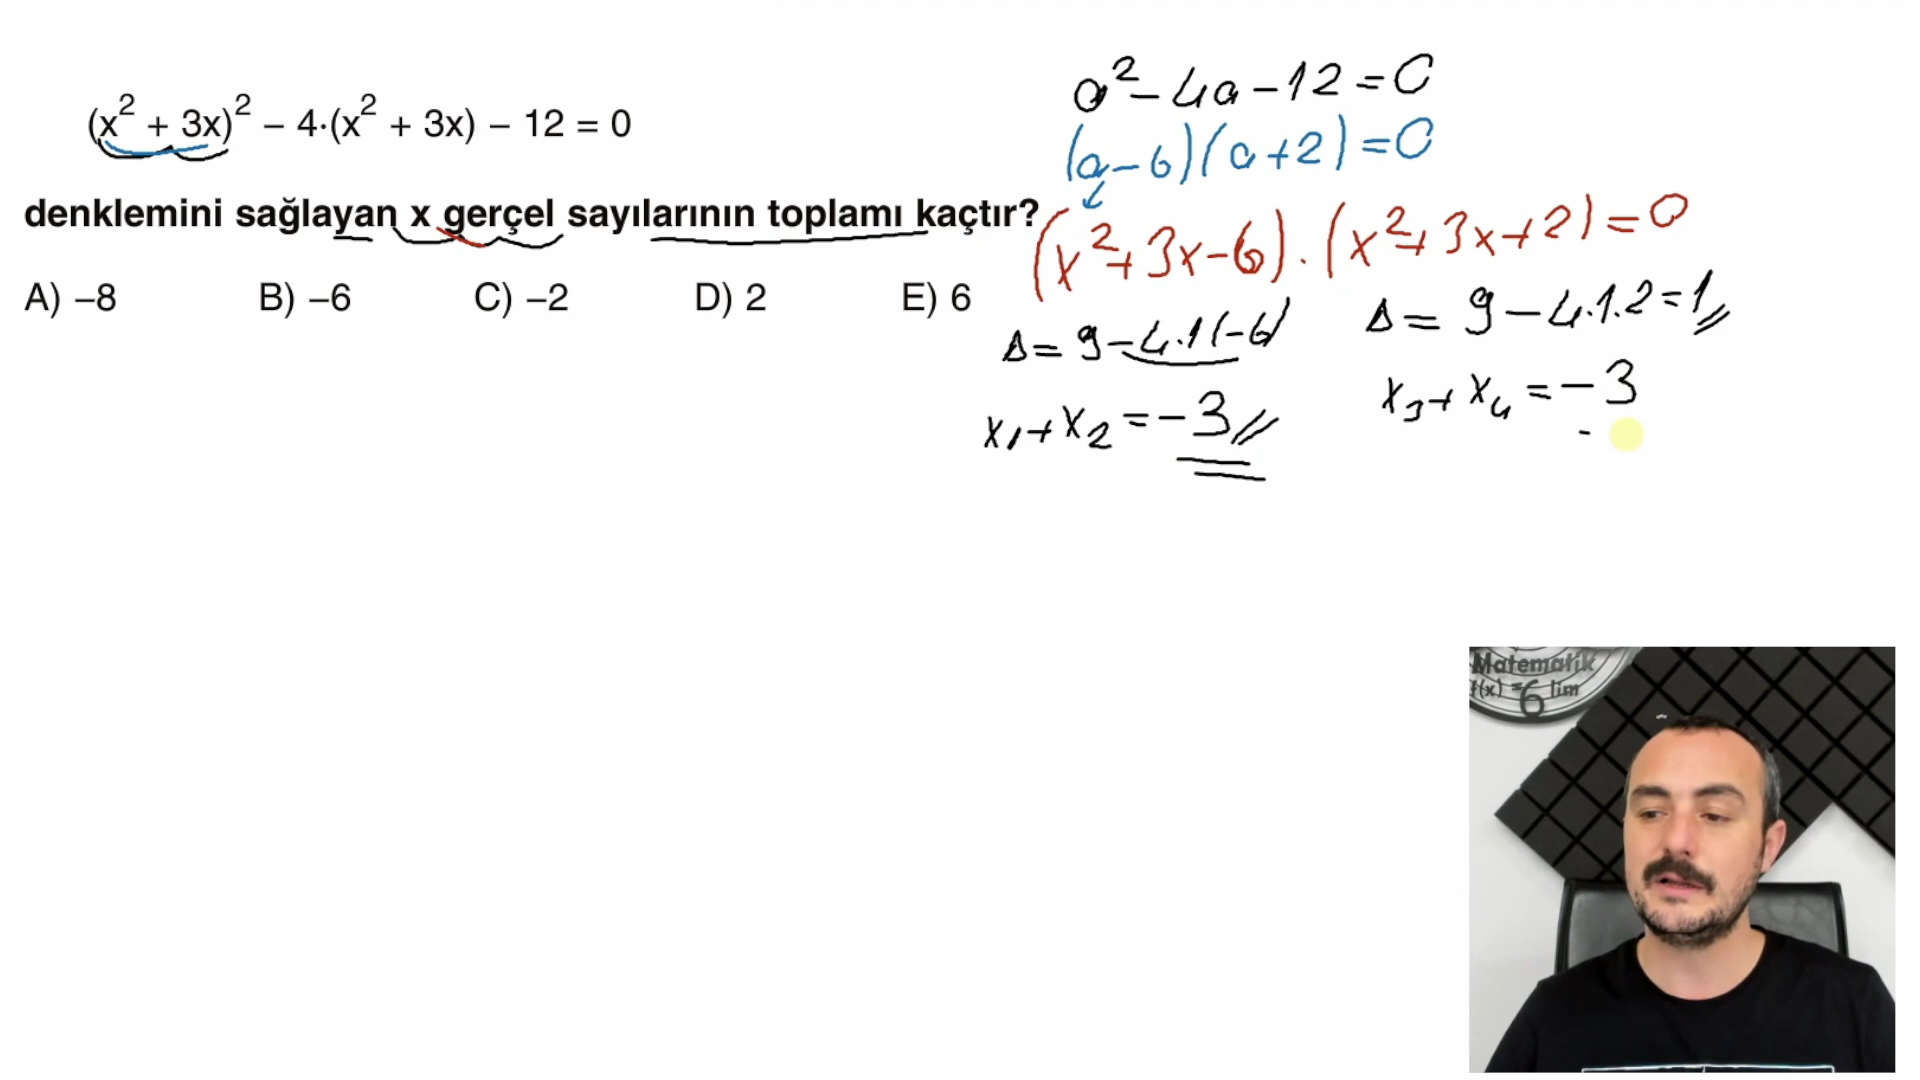 (x² + 3x)² – 4·(x² + 3x) – 12 = 0
denklemini sağlayan x gerçel sayılarının toplamı kaçtır?
A) –8 B) –6 C) –2 D) 2 E) 6
a² – 4a – 12 = 0
(a – 6)(a + 2) = 0
(x² + 3x – 6) . (x² + 3x + 2) = 0
Δ = 9 – 4.1(–6)
x₁ + x₂ = –3
Δ = 9 – 4.1.2 = 1
x₃ + x₄ = –3
Matematik
f(x) = 6 lim